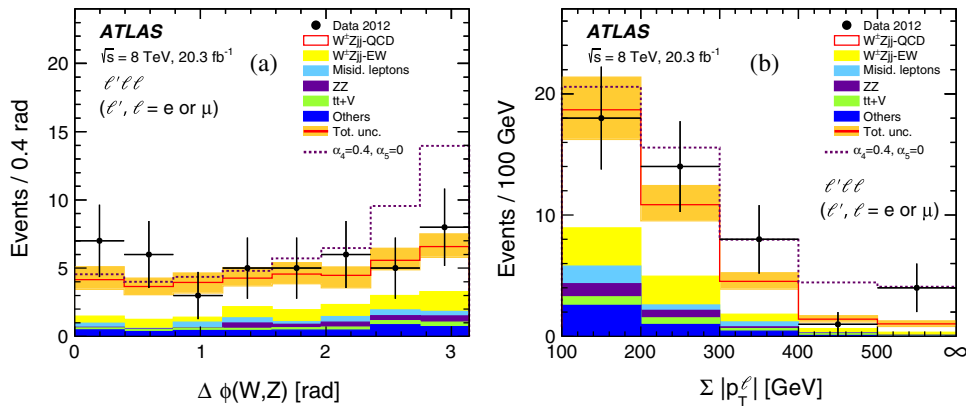 ATLAS
√s = 8 TeV, 20.3 fb⁻¹
(a)
ℓ′ℓℓ
(ℓ′, ℓ = e or μ)
Data 2012
W±Zjj-QCD
W±Zjj-EW
Misid. leptons
ZZ
tt+V
Others
Tot. unc.
α₄=0.4, α₅=0
Events / 0.4 rad
20
15
10
5
0
0 1 2 3
Δ φ(W,Z) [rad]
ATLAS
√s = 8 TeV, 20.3 fb⁻¹
(b)
Data 2012
W±Zjj-QCD
W±Zjj-EW
Misid. leptons
ZZ
tt+V
Others
Tot. unc.
α₄=0.4, α₅=0
ℓ′ℓℓ
(ℓ′, ℓ = e or μ)
Events / 100 GeV
20
10
0
100 200 300 400 500 ∞
Σ |p_T^ℓ| [GeV]